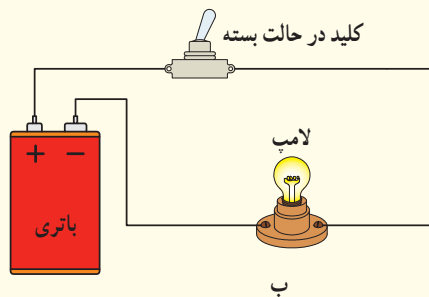 کلید در حالت بسته
لامپ
+ −
باتری
ب